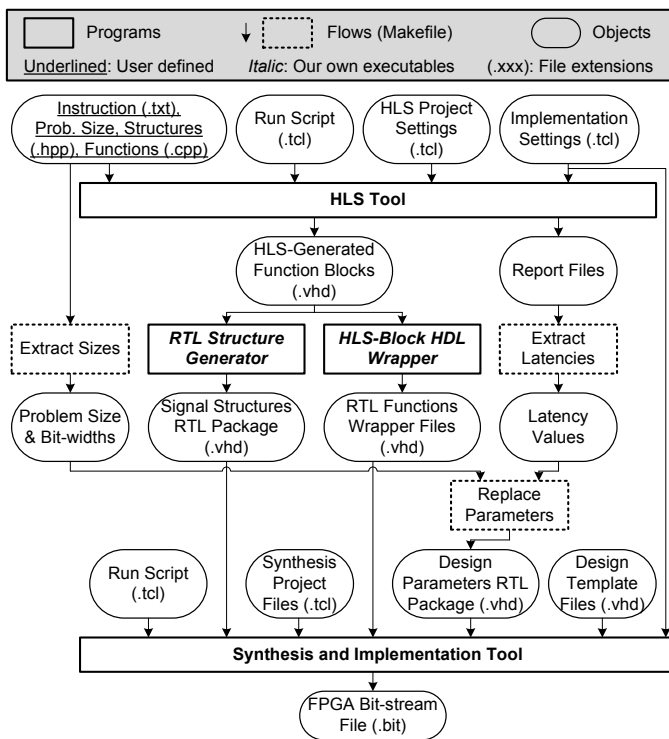 Programs
Flows (Makefile)
Objects
Underlined: User defined
Italic: Our own executables
(.xxx): File extensions
Instruction (.txt),
Prob. Size, Structures
(.hpp), Functions (.cpp)
Run Script
(.tcl)
HLS Project
Settings
(.tcl)
Implementation
Settings (.tcl)
HLS Tool
HLS-Generated
Function Blocks
(.vhd)
Report Files
Extract Sizes
RTL Structure
Generator
HLS-Block HDL
Wrapper
Extract
Latencies
Problem Size
& Bit-widths
Signal Structures
RTL Package
(.vhd)
RTL Functions
Wrapper Files
(.vhd)
Latency
Values
Replace
Parameters
Run Script
(.tcl)
Synthesis
Project
Files (.tcl)
Design
Parameters RTL
Package (.vhd)
Design
Template
Files (.vhd)
Synthesis and Implementation Tool
FPGA Bit-stream
File (.bit)